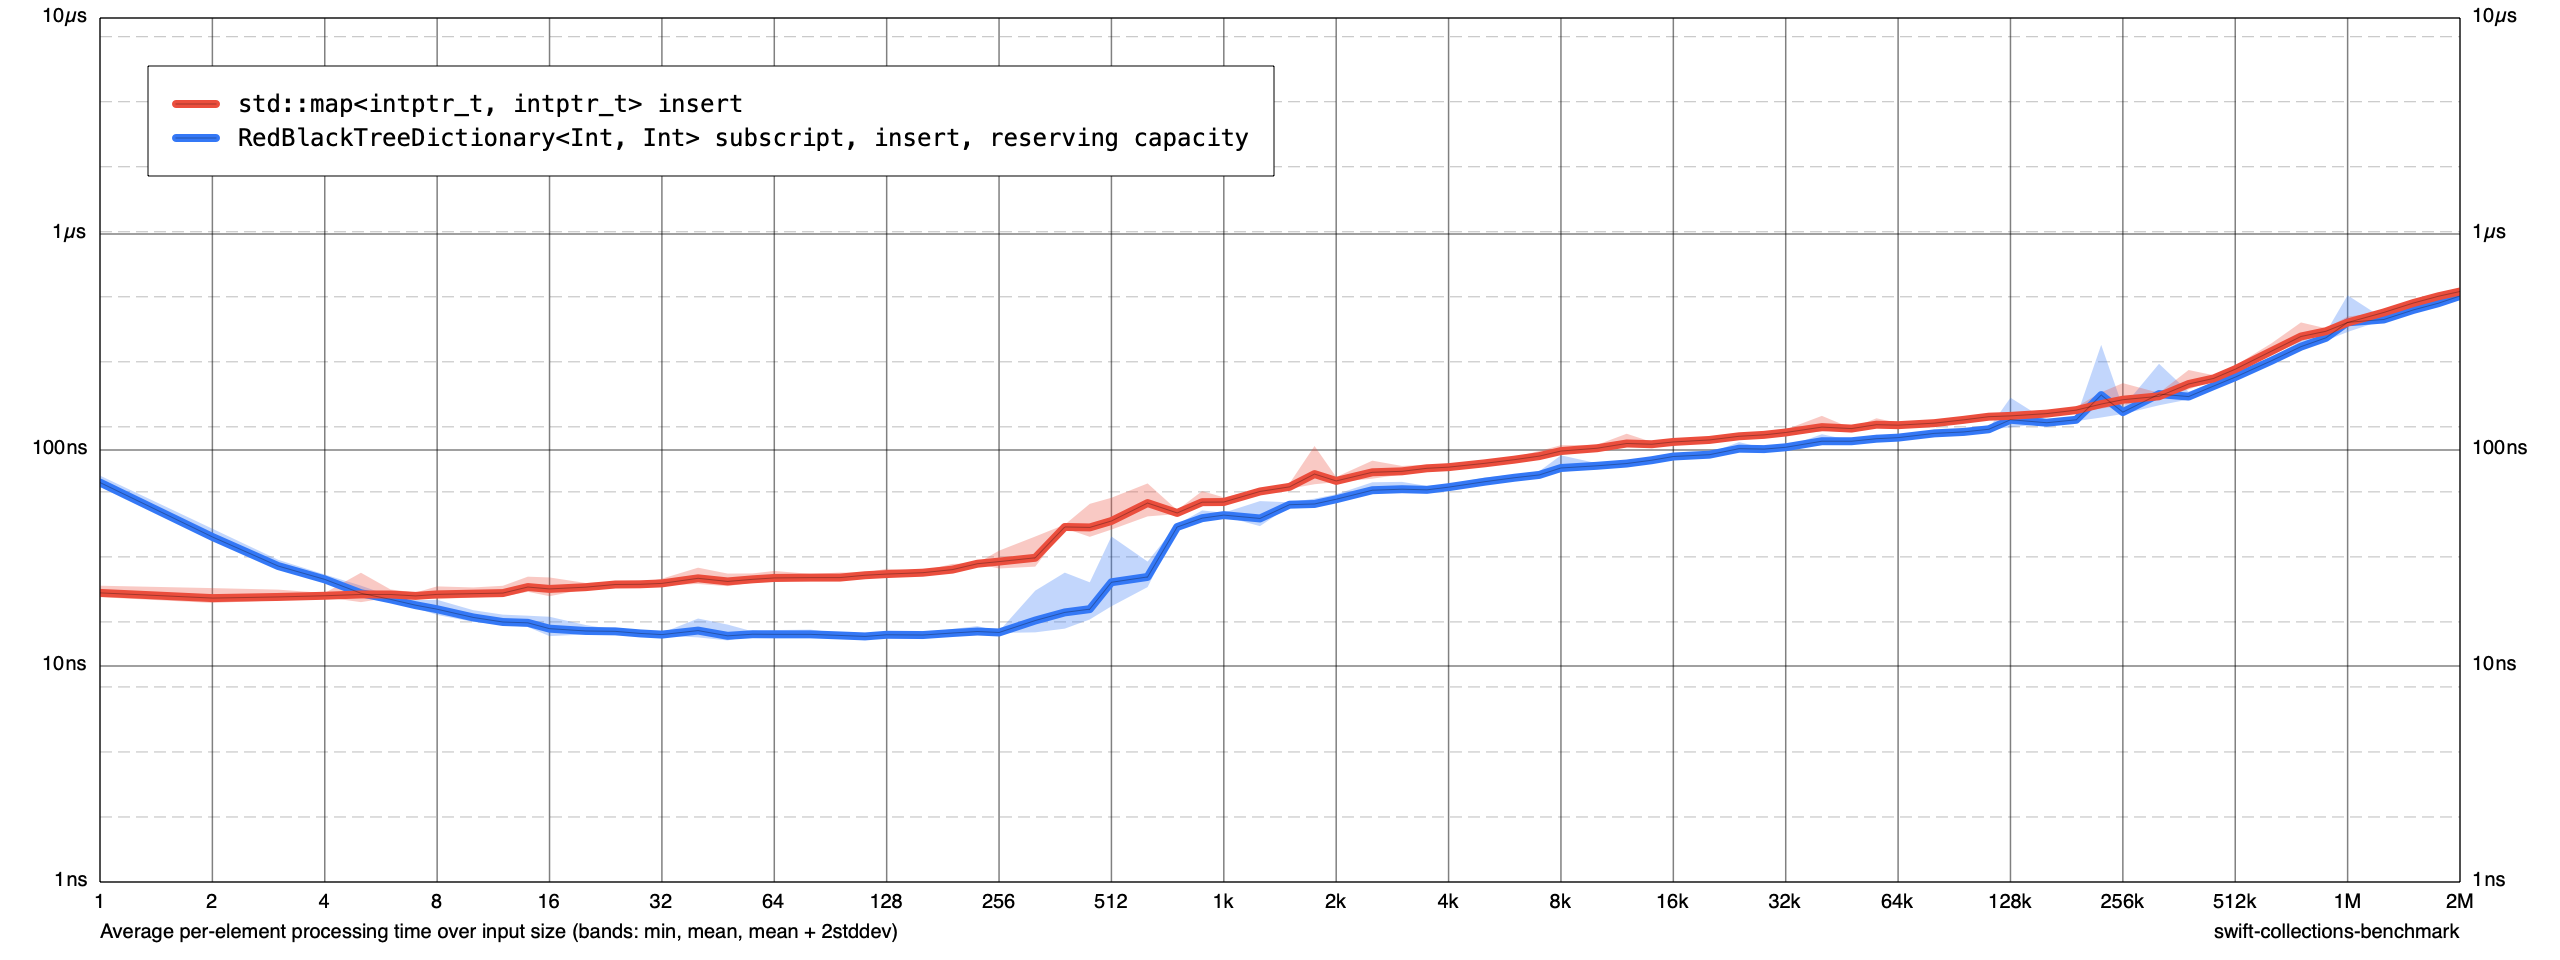 10µs 10µs
std::map<intptr_t, intptr_t> insert
RedBlackTreeDictionary<Int, Int> subscript, insert, reserving capacity
1µs 1µs
100ns 100ns
10ns 10ns
1ns 1ns
1 2 4 8 16 32 64 128 256 512 1k 2k 4k 8k 16k 32k 64k 128k 256k 512k 1M 2M
Average per-element processing time over input size (bands: min, mean, mean + 2stddev) swift-collections-benchmark